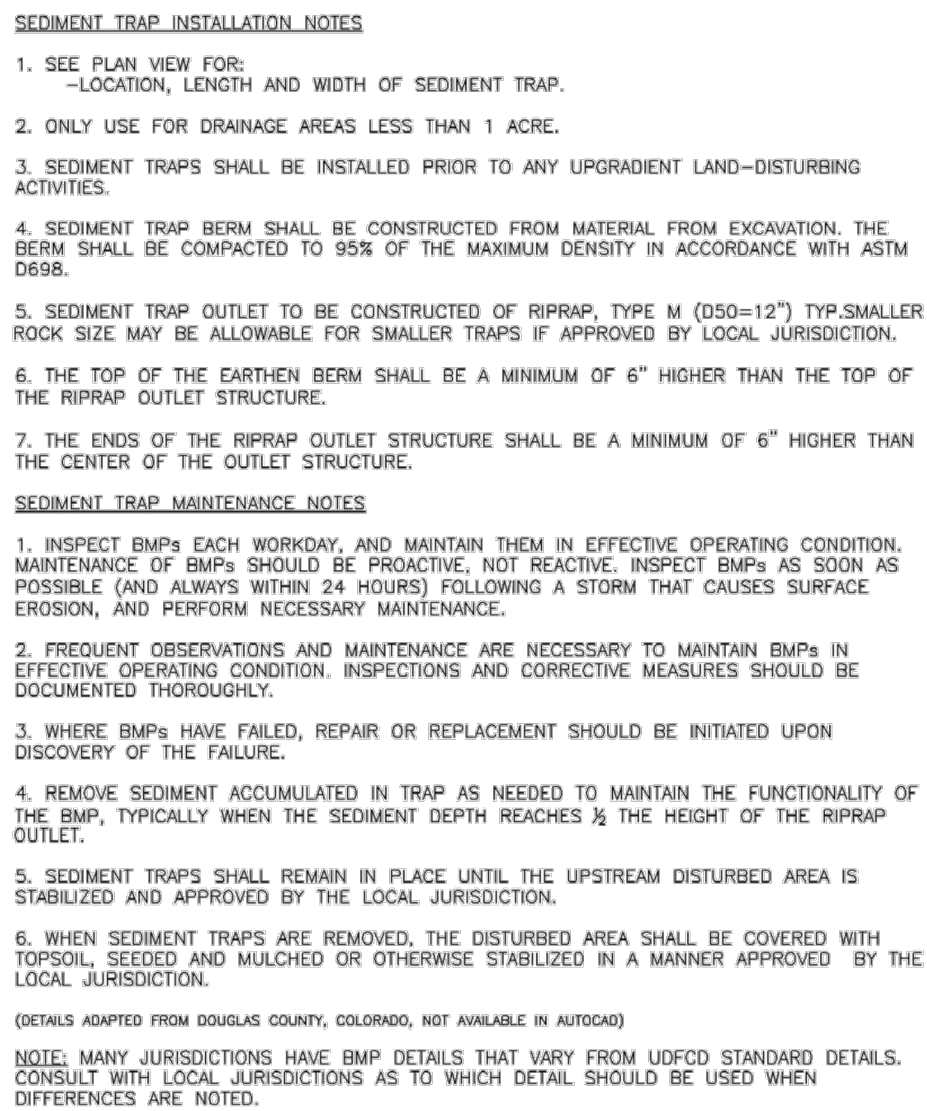 SEDIMENT TRAP INSTALLATION NOTES
1. SEE PLAN VIEW FOR:
-LOCATION, LENGTH AND WIDTH OF SEDIMENT TRAP.
2. ONLY USE FOR DRAINAGE AREAS LESS THAN 1 ACRE.
3. SEDIMENT TRAPS SHALL BE INSTALLED PRIOR TO ANY UPGRADIENT LAND-DISTURBING
ACTIVITIES.
4. SEDIMENT TRAP BERM SHALL BE CONSTRUCTED FROM MATERIAL FROM EXCAVATION. THE
BERM SHALL BE COMPACTED TO 95% OF THE MAXIMUM DENSITY IN ACCORDANCE WITH ASTM
D698.
5. SEDIMENT TRAP OUTLET TO BE CONSTRUCTED OF RIPRAP, TYPE M (D50=12") TYP.SMALLER
ROCK SIZE MAY BE ALLOWABLE FOR SMALLER TRAPS IF APPROVED BY LOCAL JURISDICTION.
6. THE TOP OF THE EARTHEN BERM SHALL BE A MINIMUM OF 6" HIGHER THAN THE TOP OF
THE RIPRAP OUTLET STRUCTURE.
7. THE ENDS OF THE RIPRAP OUTLET STRUCTURE SHALL BE A MINIMUM OF 6" HIGHER THAN
THE CENTER OF THE OUTLET STRUCTURE.
SEDIMENT TRAP MAINTENANCE NOTES
1. INSPECT BMPs EACH WORKDAY, AND MAINTAIN THEM IN EFFECTIVE OPERATING CONDITION.
MAINTENANCE OF BMPs SHOULD BE PROACTIVE, NOT REACTIVE. INSPECT BMPs AS SOON AS
POSSIBLE (AND ALWAYS WITHIN 24 HOURS) FOLLOWING A STORM THAT CAUSES SURFACE
EROSION, AND PERFORM NECESSARY MAINTENANCE.
2. FREQUENT OBSERVATIONS AND MAINTENANCE ARE NECESSARY TO MAINTAIN BMPs IN
EFFECTIVE OPERATING CONDITION. INSPECTIONS AND CORRECTIVE MEASURES SHOULD BE
DOCUMENTED THOROUGHLY.
3. WHERE BMPs HAVE FAILED, REPAIR OR REPLACEMENT SHOULD BE INITIATED UPON
DISCOVERY OF THE FAILURE.
4. REMOVE SEDIMENT ACCUMULATED IN TRAP AS NEEDED TO MAINTAIN THE FUNCTIONALITY OF
THE BMP, TYPICALLY WHEN THE SEDIMENT DEPTH REACHES ½ THE HEIGHT OF THE RIPRAP
OUTLET.
5. SEDIMENT TRAPS SHALL REMAIN IN PLACE UNTIL THE UPSTREAM DISTURBED AREA IS
STABILIZED AND APPROVED BY THE LOCAL JURISDICTION.
6. WHEN SEDIMENT TRAPS ARE REMOVED, THE DISTURBED AREA SHALL BE COVERED WITH
TOPSOIL, SEEDED AND MULCHED OR OTHERWISE STABILIZED IN A MANNER APPROVED BY THE
LOCAL JURISDICTION.
(DETAILS ADAPTED FROM DOUGLAS COUNTY, COLORADO, NOT AVAILABLE IN AUTOCAD)
NOTE: MANY JURISDICTIONS HAVE BMP DETAILS THAT VARY FROM UDFCD STANDARD DETAILS.
CONSULT WITH LOCAL JURISDICTIONS AS TO WHICH DETAIL SHOULD BE USED WHEN
DIFFERENCES ARE NOTED.